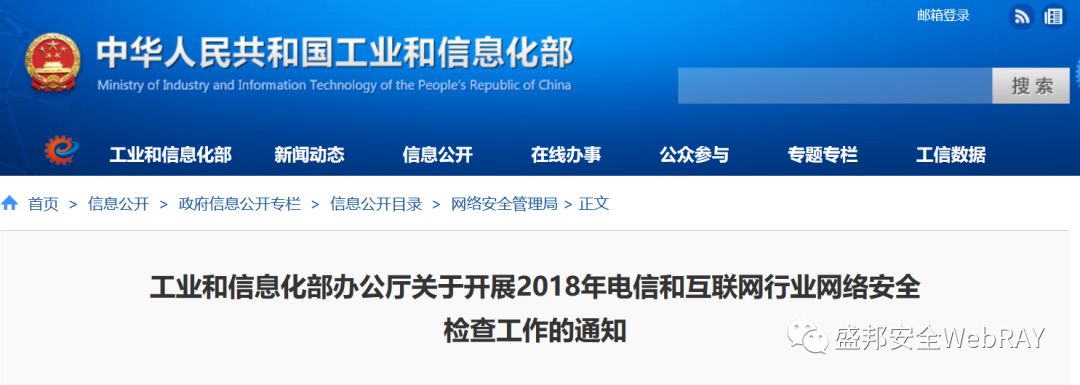 邮箱登录
中华人民共和国工业和信息化部
Ministry of Industry and Information Technology of the People's Republic of China
搜 索
工业和信息化部 新闻动态 信息公开 在线办事 公众参与 专题专栏 工信数据
首页 > 信息公开 > 政府信息公开专栏 > 信息公开目录 > 网络安全管理局 > 正文
工业和信息化部办公厅关于开展2018年电信和互联网行业网络安全
检查工作的通知
盛邦安全WebRAY